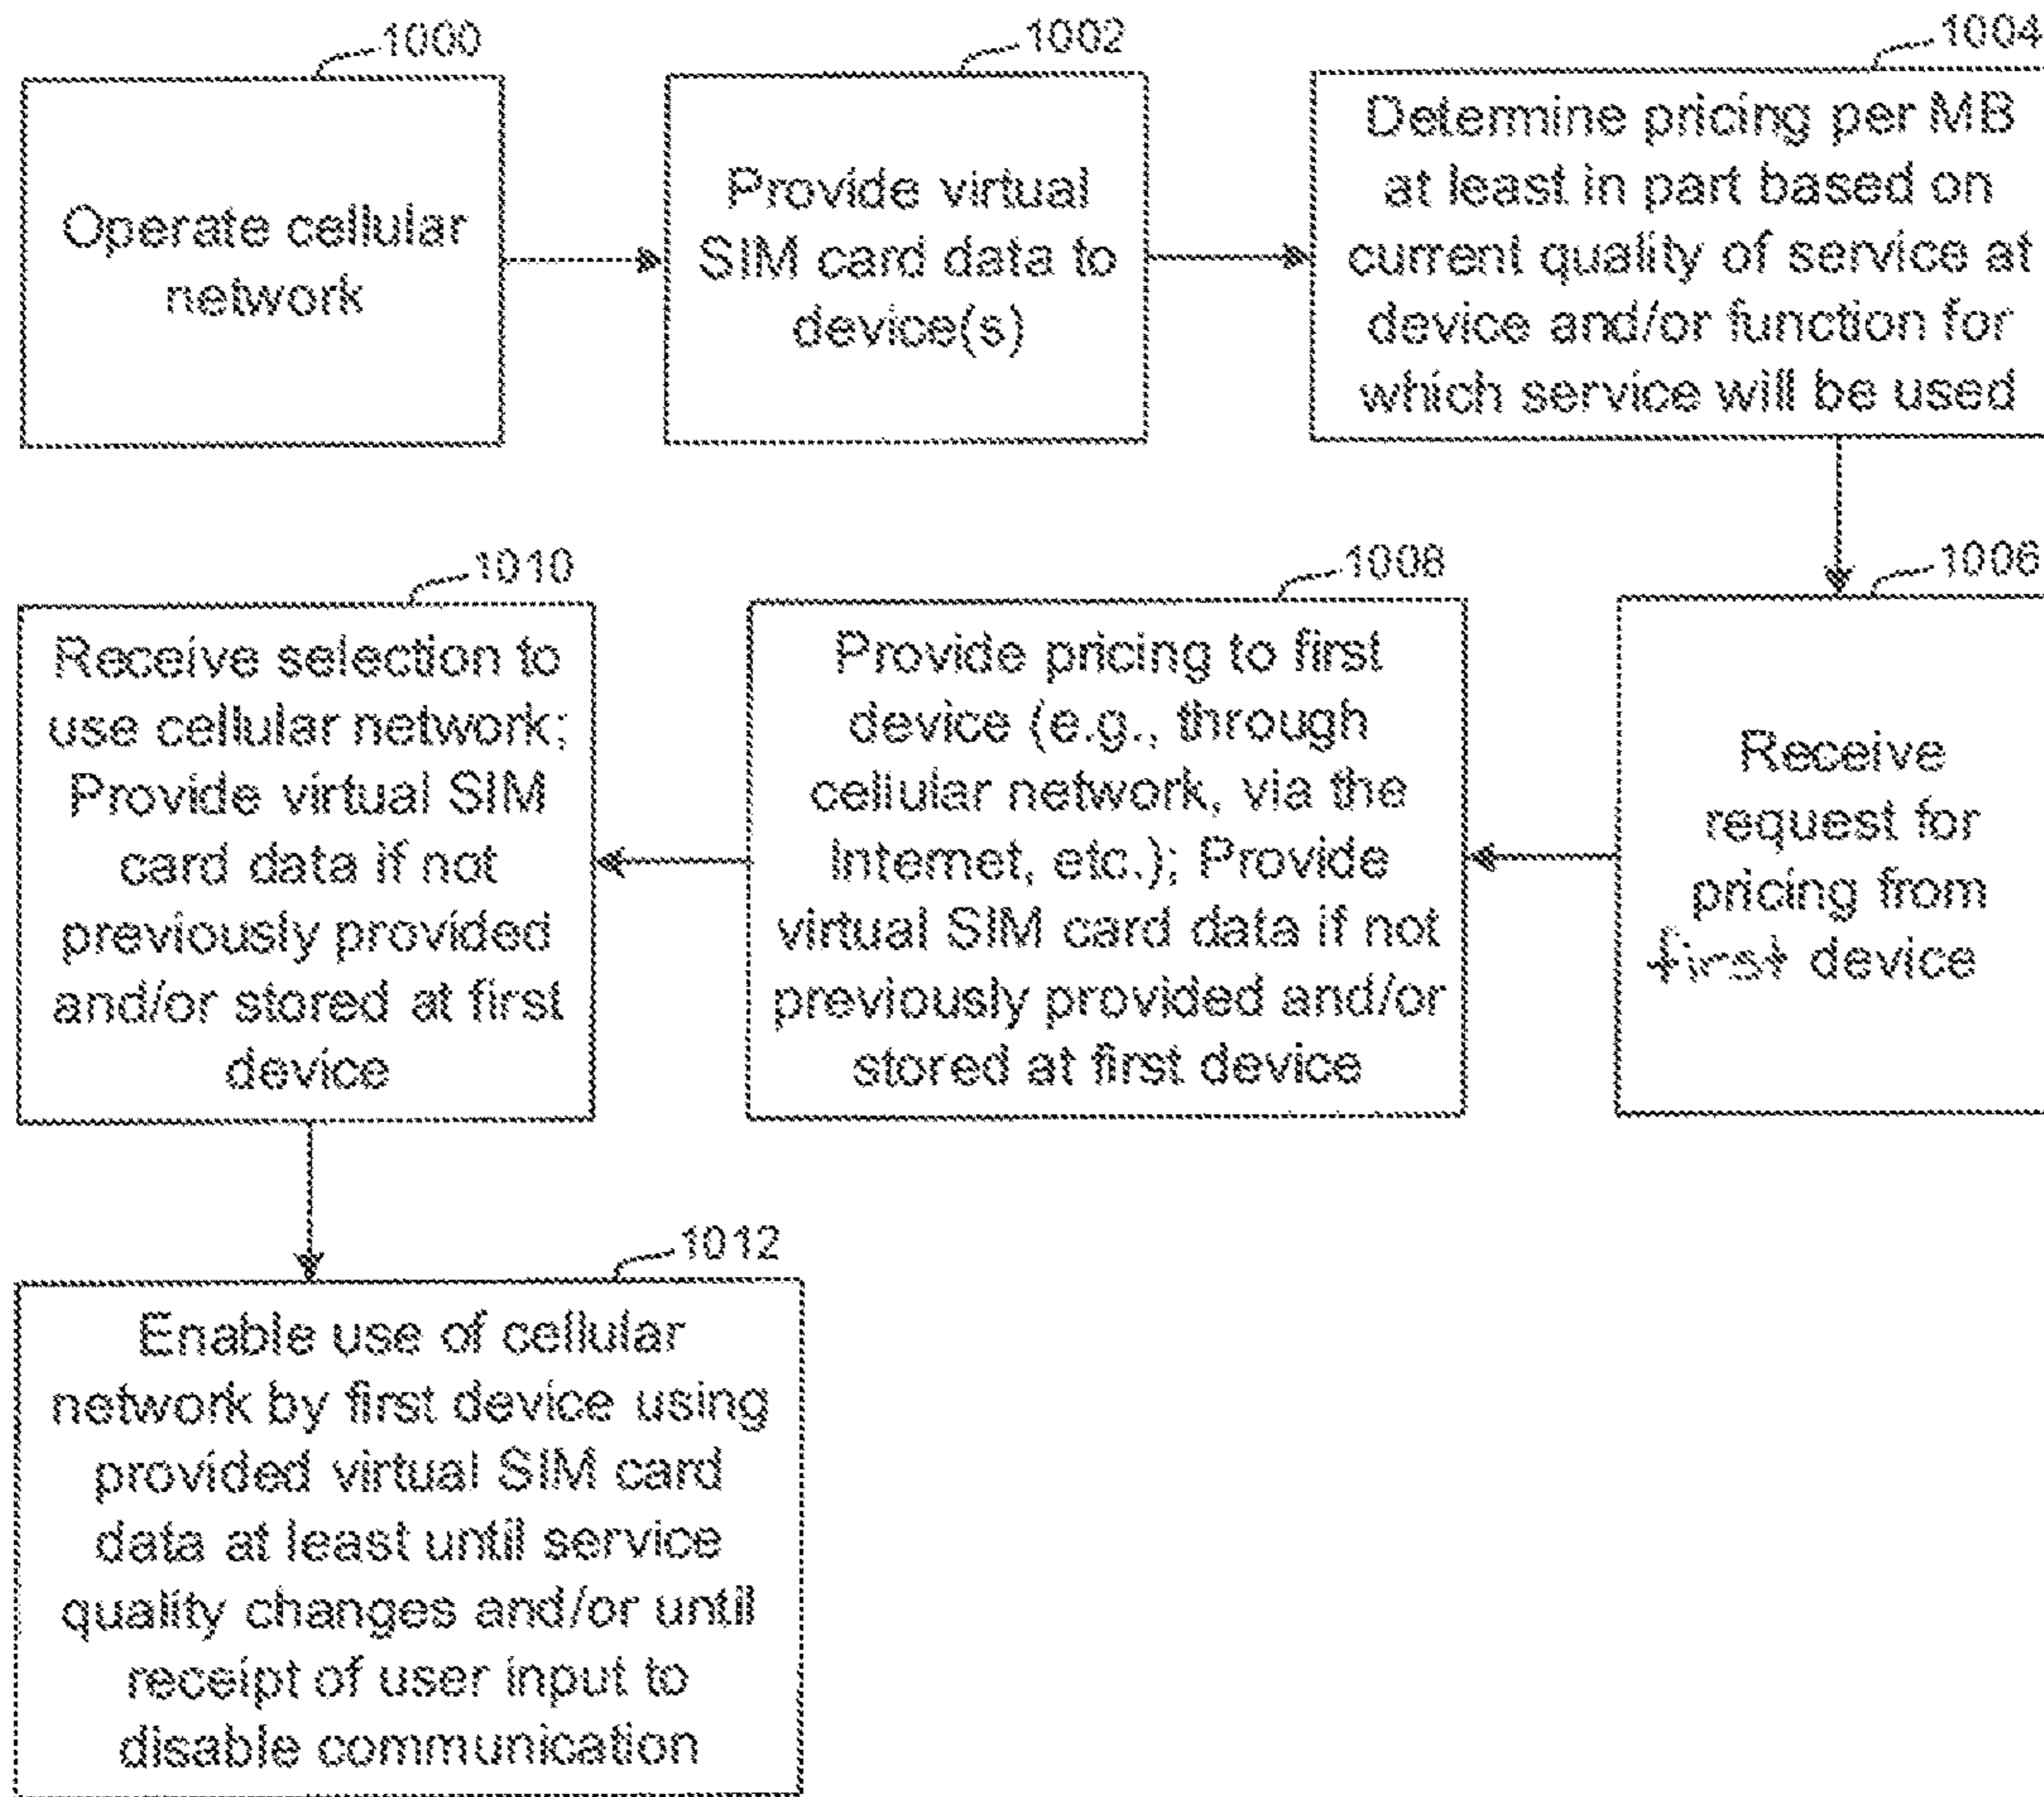 1000
Operate cellular
network
1002
Provide virtual
SIM card data to
device(s)
1004
Determine pricing per MB
at least in part based on
current quality of service at
device and/or function for
which service will be used
1006
Receive
request for
pricing from
first device
1008
Provide pricing to first
device (e.g., through
cellular network, via the
Internet, etc.); Provide
virtual SIM card data if not
previously provided and/or
stored at first device
1010
Receive selection to
use cellular network;
Provide virtual SIM
card data if not
previously provided
and/or stored at first
device
1012
Enable use of cellular
network by first device using
provided virtual SIM card
data at least until service
quality changes and/or until
receipt of user input to
disable communication